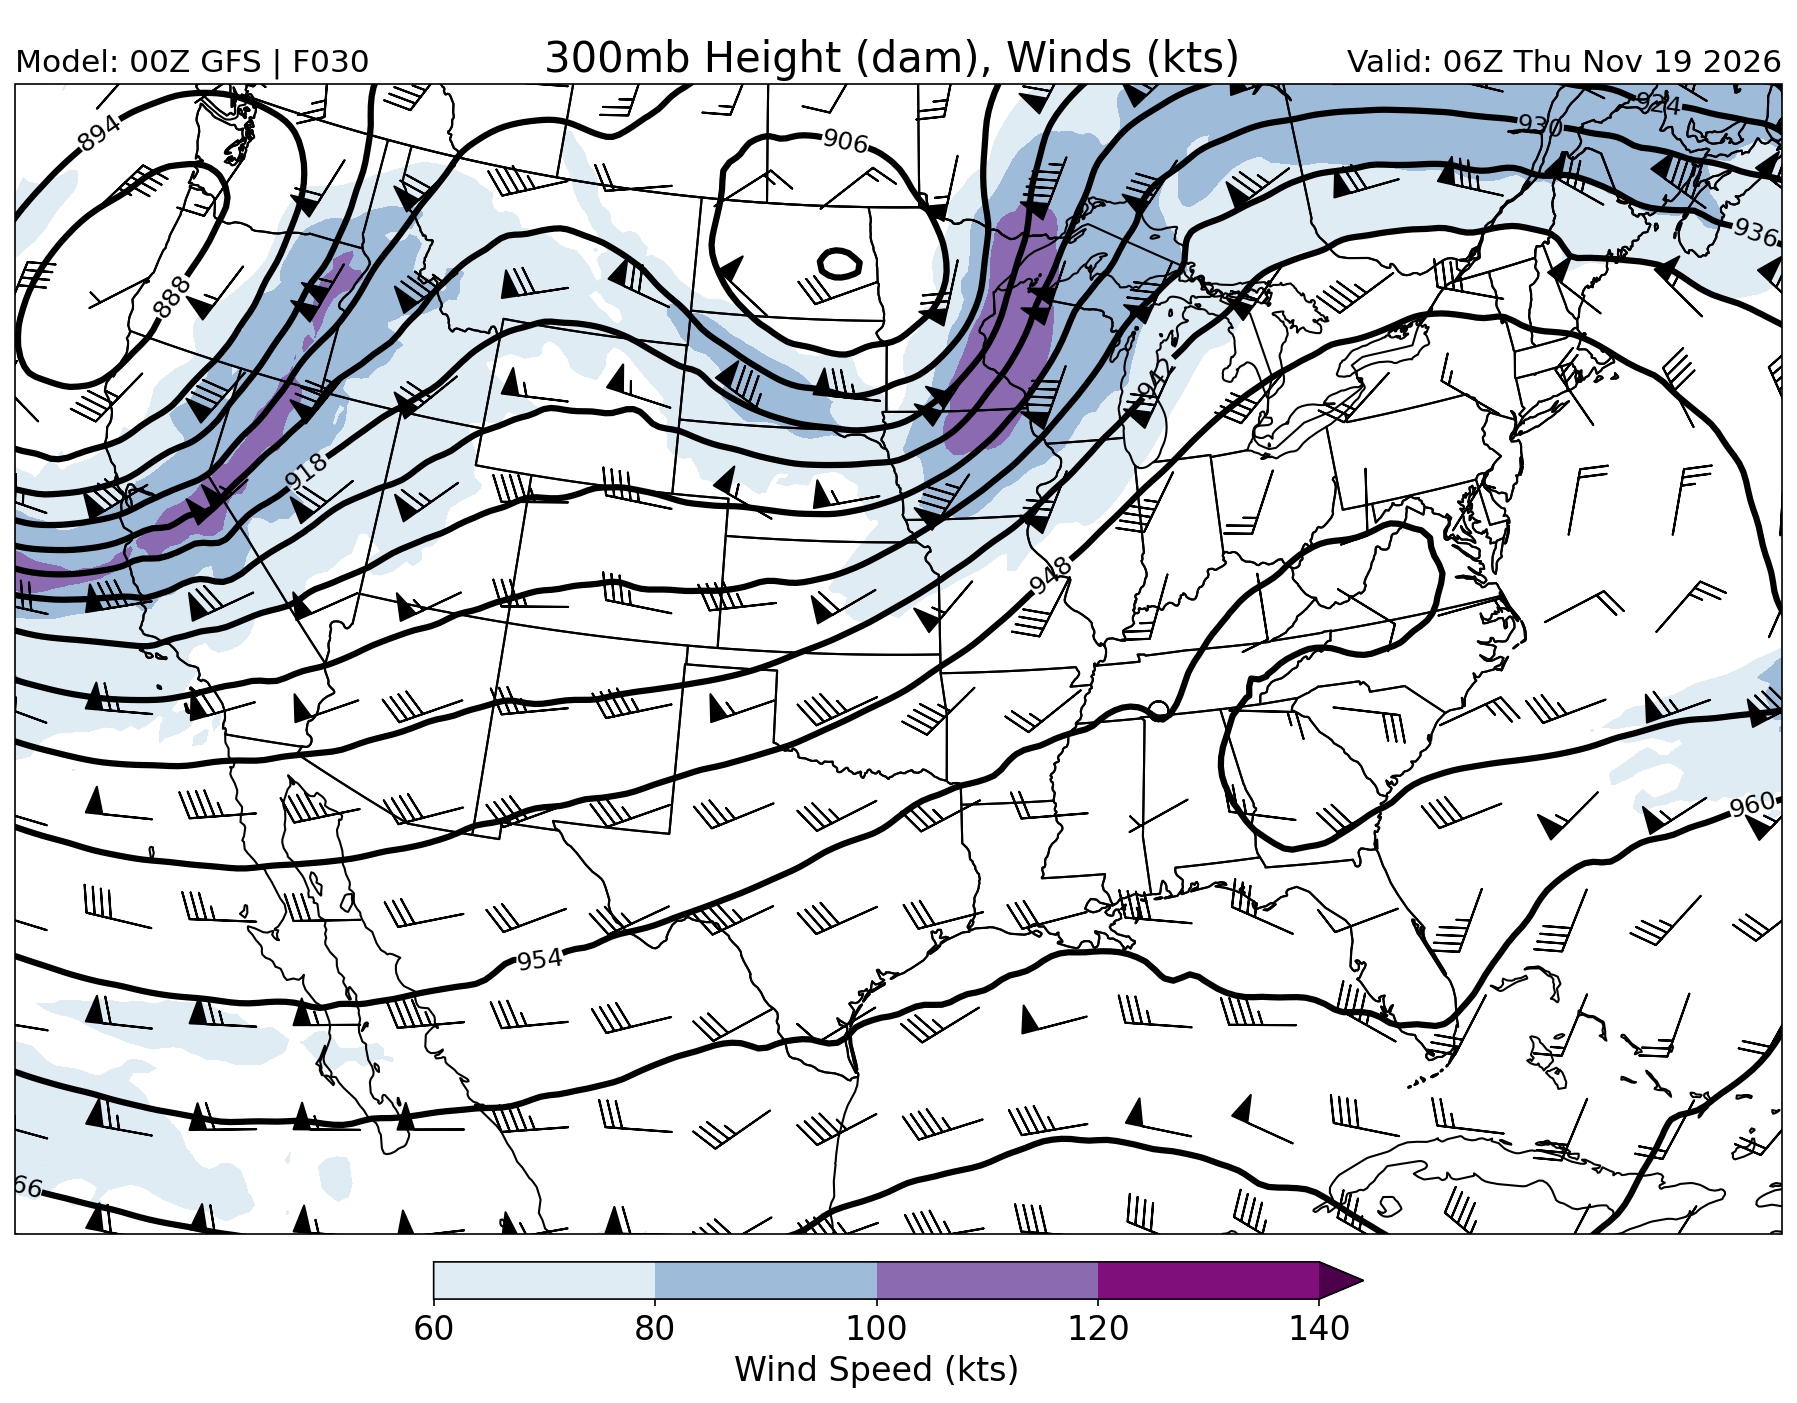 Model: 00Z GFS | F030
300mb Height (dam), Winds (kts)
Valid: 06Z Thu Nov 19 2026
894
906
924
930
936
888
942
918
948
960
954
66
60 80 100 120 140
Wind Speed (kts)